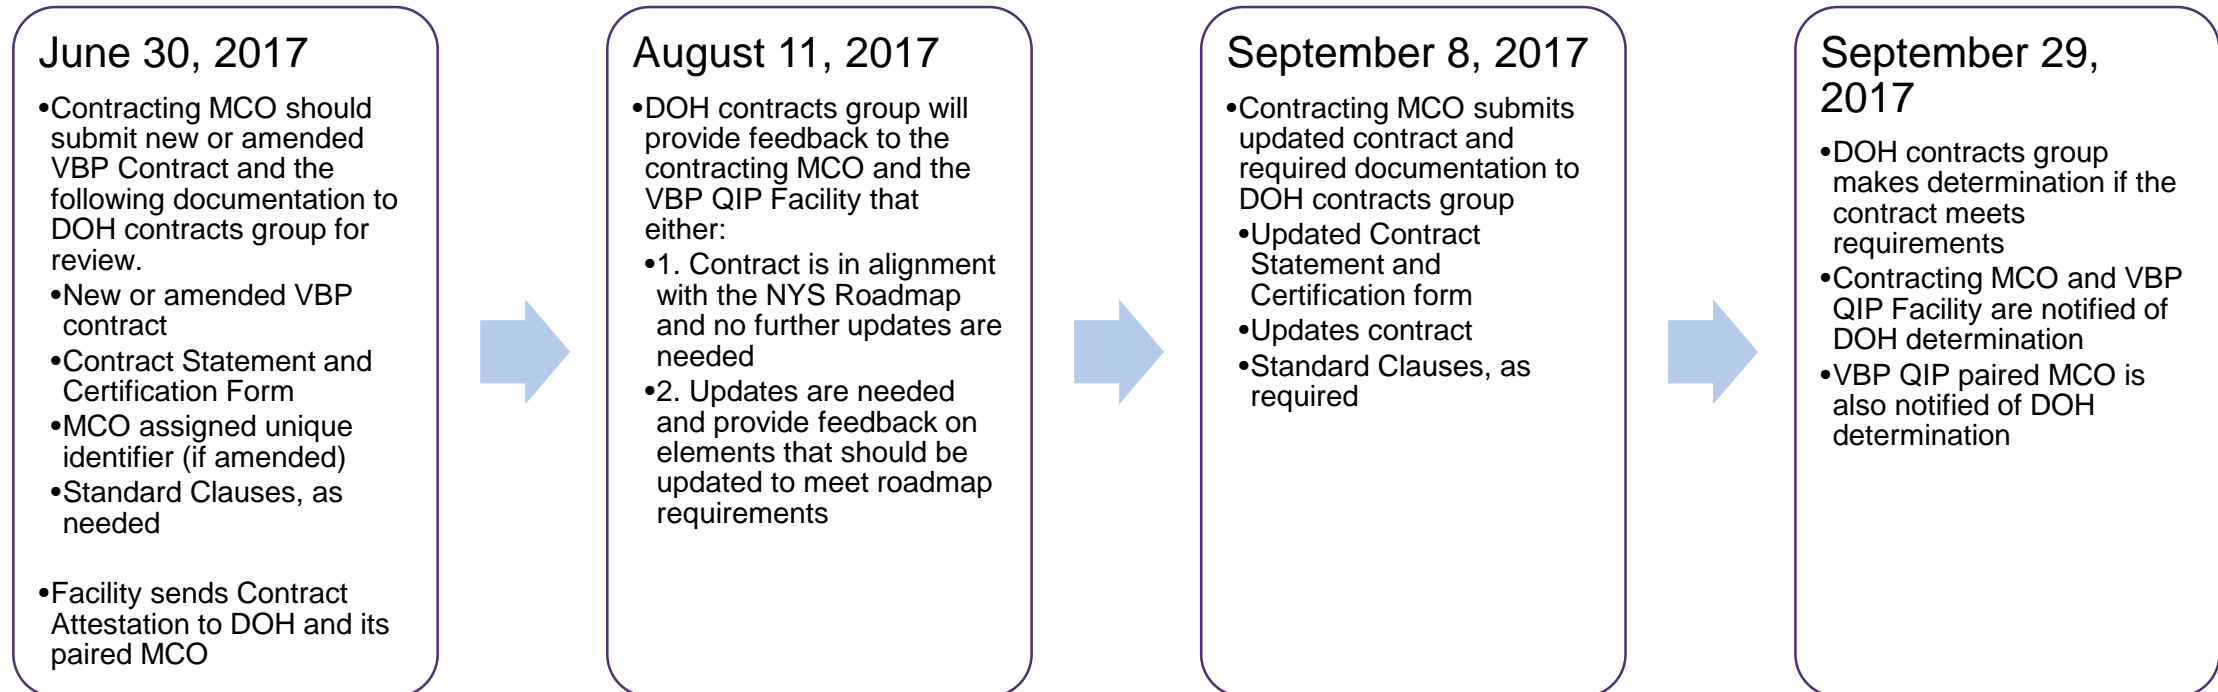 June 30, 2017
•Contracting MCO should
submit new or amended
VBP Contract and the
following documentation to
DOH contracts group for
review.
•New or amended VBP
contract
•Contract Statement and
Certification Form
•MCO assigned unique
identifier (if amended)
•Standard Clauses, as
needed
•Facility sends Contract
Attestation to DOH and its
paired MCO
August 11, 2017
•DOH contracts group will
provide feedback to the
contracting MCO and the
VBP QIP Facility that
either:
•1. Contract is in alignment
with the NYS Roadmap
and no further updates are
needed
•2. Updates are needed
and provide feedback on
elements that should be
updated to meet roadmap
requirements
September 8, 2017
•Contracting MCO submits
updated contract and
required documentation to
DOH contracts group
•Updated Contract
Statement and
Certification form
•Updates contract
•Standard Clauses, as
required
September 29,
2017
•DOH contracts group
makes determination if the
contract meets
requirements
•Contracting MCO and VBP
QIP Facility are notified of
DOH determination
•VBP QIP paired MCO is
also notified of DOH
determination